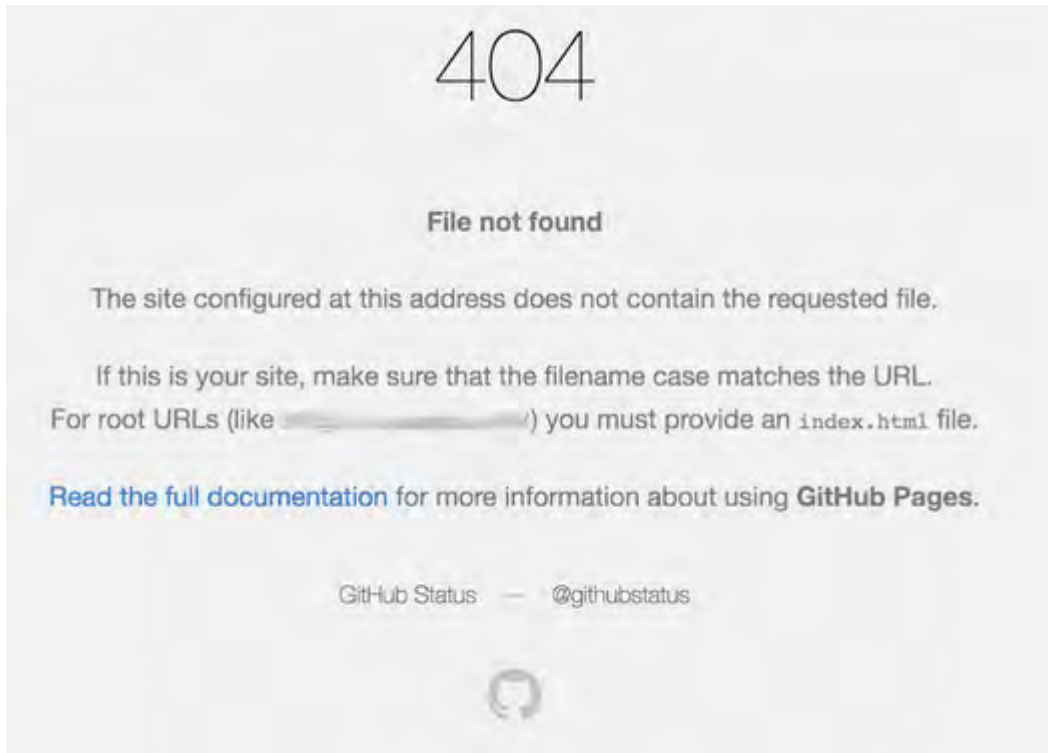 404
File not found
The site configured at this address does not contain the requested file.
If this is your site, make sure that the filename case matches the URL.
For root URLs (like ) you must provide an index.html file.
Read the full documentation for more information about using GitHub Pages.
GitHub Status — @githubstatus